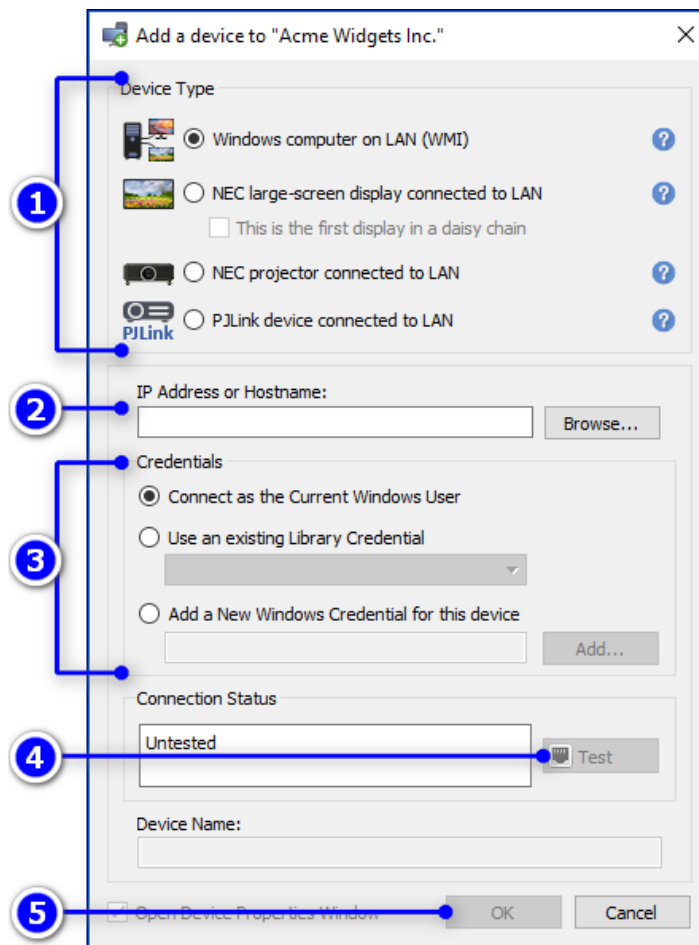 Add a device to "Acme Widgets Inc."
Device Type
Windows computer on LAN (WMI)
?
1
NEC large-screen display connected to LAN
?
This is the first display in a daisy chain
NEC projector connected to LAN
?
PJLink
PJLink device connected to LAN
?
2
IP Address or Hostname:
Browse...
3
Credentials
Connect as the Current Windows User
Use an existing Library Credential
Add a New Windows Credential for this device
Add...
Connection Status
4
Untested
Test
Device Name:
5
Open Device Properties Window
OK
Cancel